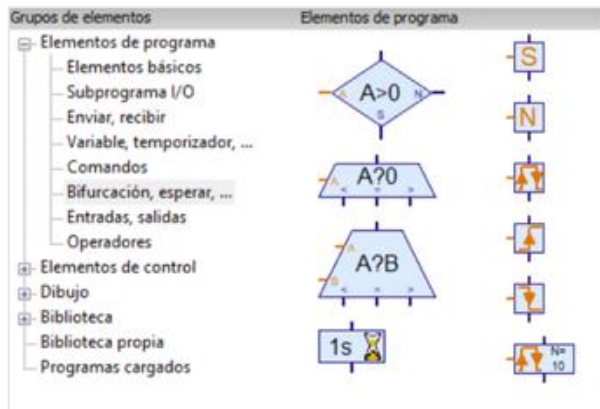 Grupos de elementos
Elementos de programa
Elementos de programa
Elementos básicos
Subprograma I/O
Enviar, recibir
Variable, temporizador, ...
Comandos
Bifurcación, esperar, ...
Entradas, salidas
Operadores
Elementos de control
Dibujo
Biblioteca
Biblioteca propia
Programas cargados
A A>0 N
S
A A?0
< = >
A
A?B
B
< = >
1s
S
N
N=
10